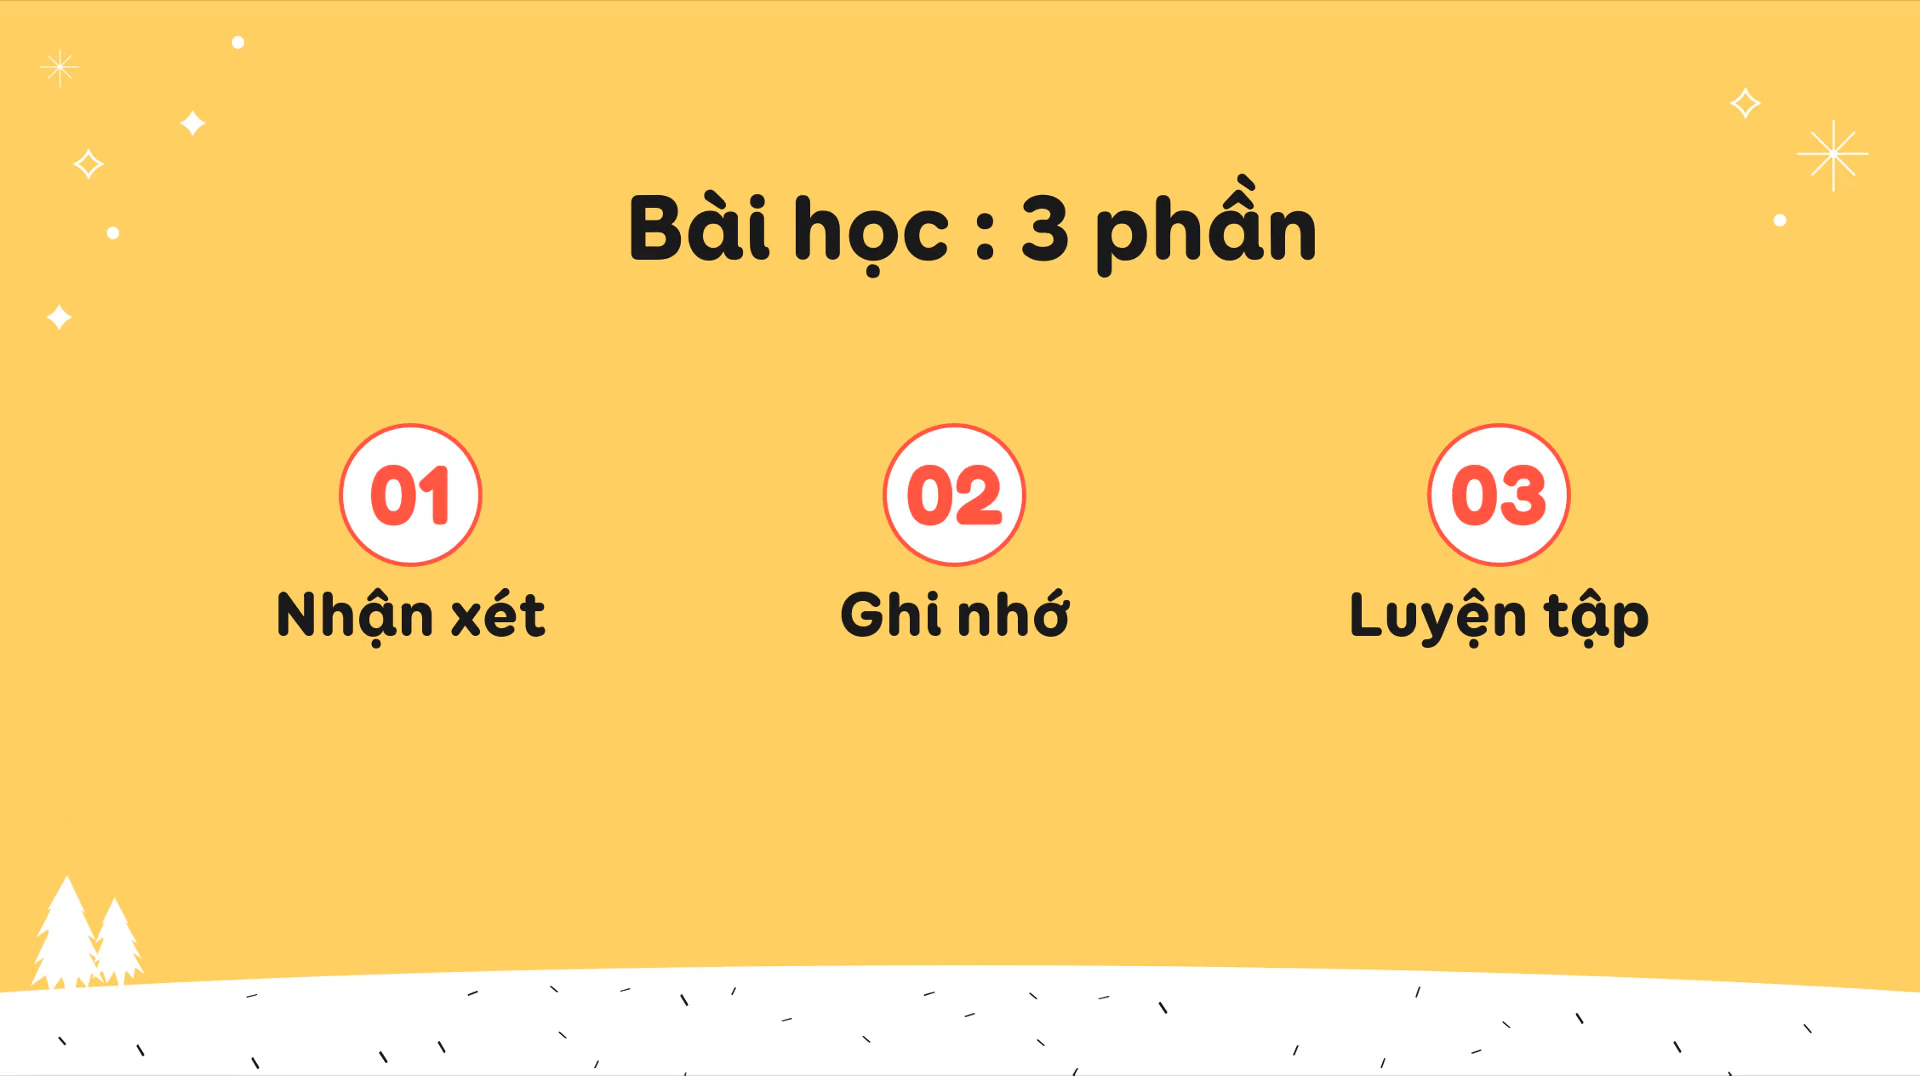 Bài học : 3 phần
01
Nhận xét
02
Ghi nhớ
03
Luyện tập